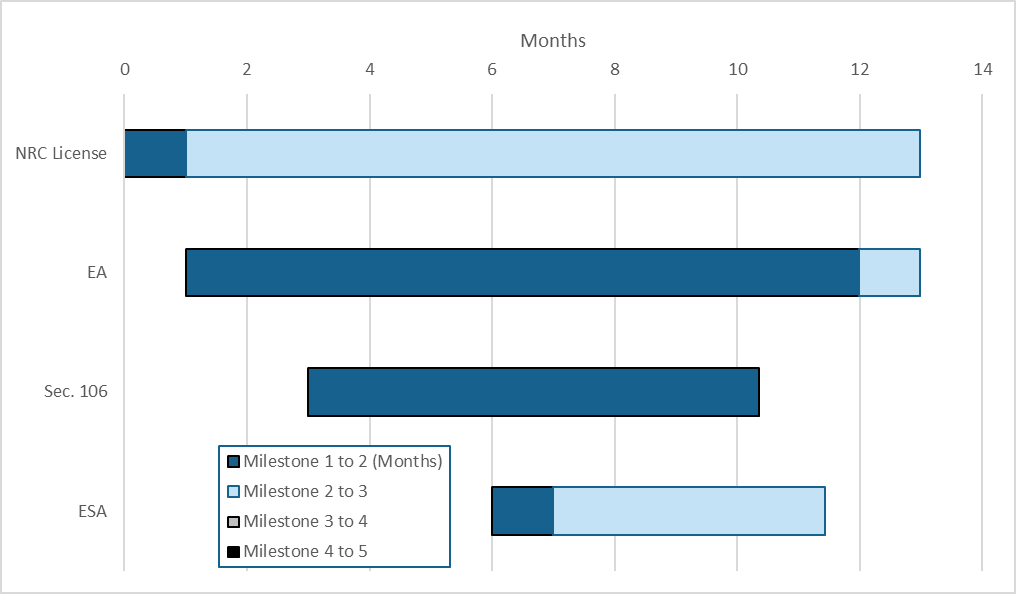 Months
0 2 4 6 8 10 12 14
NRC License
EA
Sec. 106
ESA
Milestone 1 to 2 (Months)
Milestone 2 to 3
Milestone 3 to 4
Milestone 4 to 5